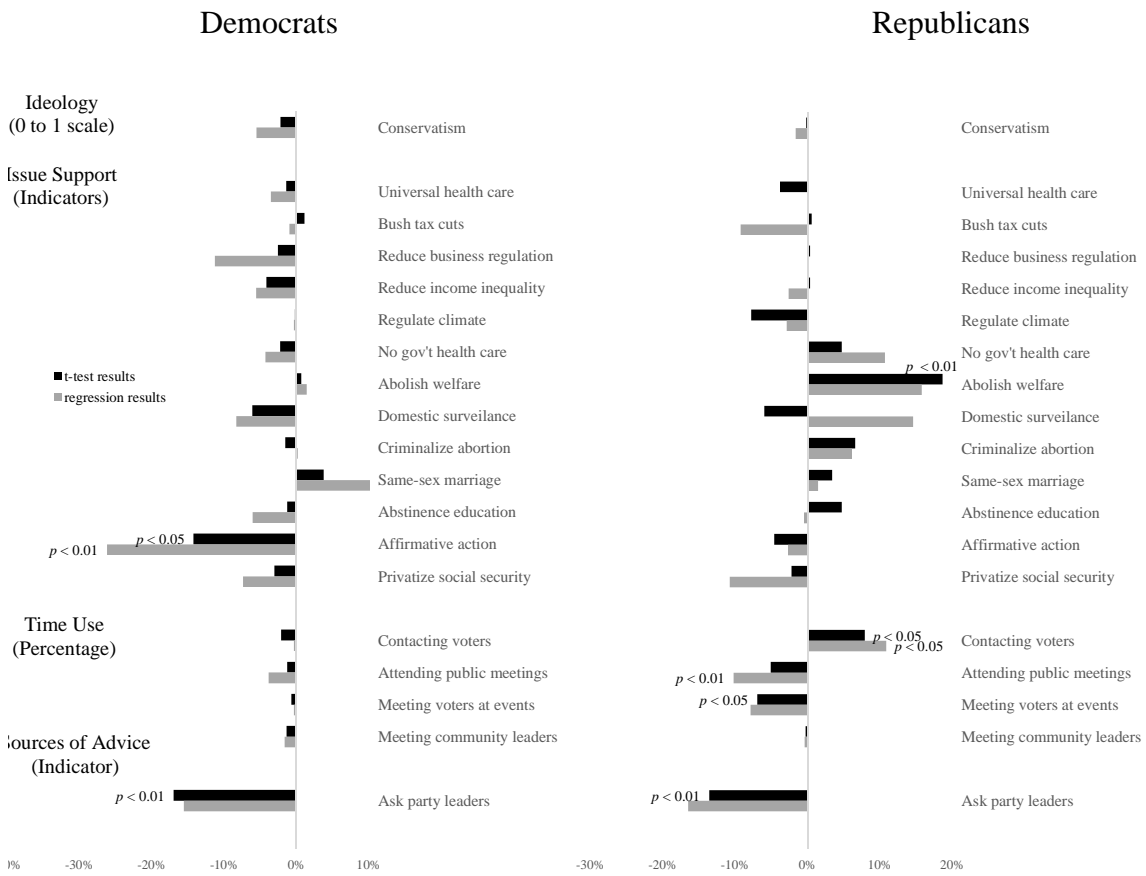 Democrats Republicans
Ideology
(0 to 1 scale)
Conservatism Conservatism
Issue Support
(Indicators)
Universal health care Universal health care
Bush tax cuts Bush tax cuts
Reduce business regulation Reduce business regulation
Reduce income inequality Reduce income inequality
Regulate climate Regulate climate
No gov't health care No gov't health care
p < 0.01
t-test results
regression results
Abolish welfare Abolish welfare
Domestic surveilance Domestic surveilance
Criminalize abortion Criminalize abortion
Same-sex marriage Same-sex marriage
Abstinence education Abstinence education
p < 0.05
p < 0.01
Affirmative action Affirmative action
Privatize social security Privatize social security
Time Use
(Percentage)
Contacting voters p < 0.05 Contacting voters
p < 0.05
Attending public meetings p < 0.01 Attending public meetings
Meeting voters at events p < 0.05 Meeting voters at events
Meeting community leaders Meeting community leaders
Sources of Advice
(Indicator)
p < 0.01 Ask party leaders p < 0.01 Ask party leaders
-30% -20% -10% 0% 10% -30% -20% -10% 0% 10% 20%